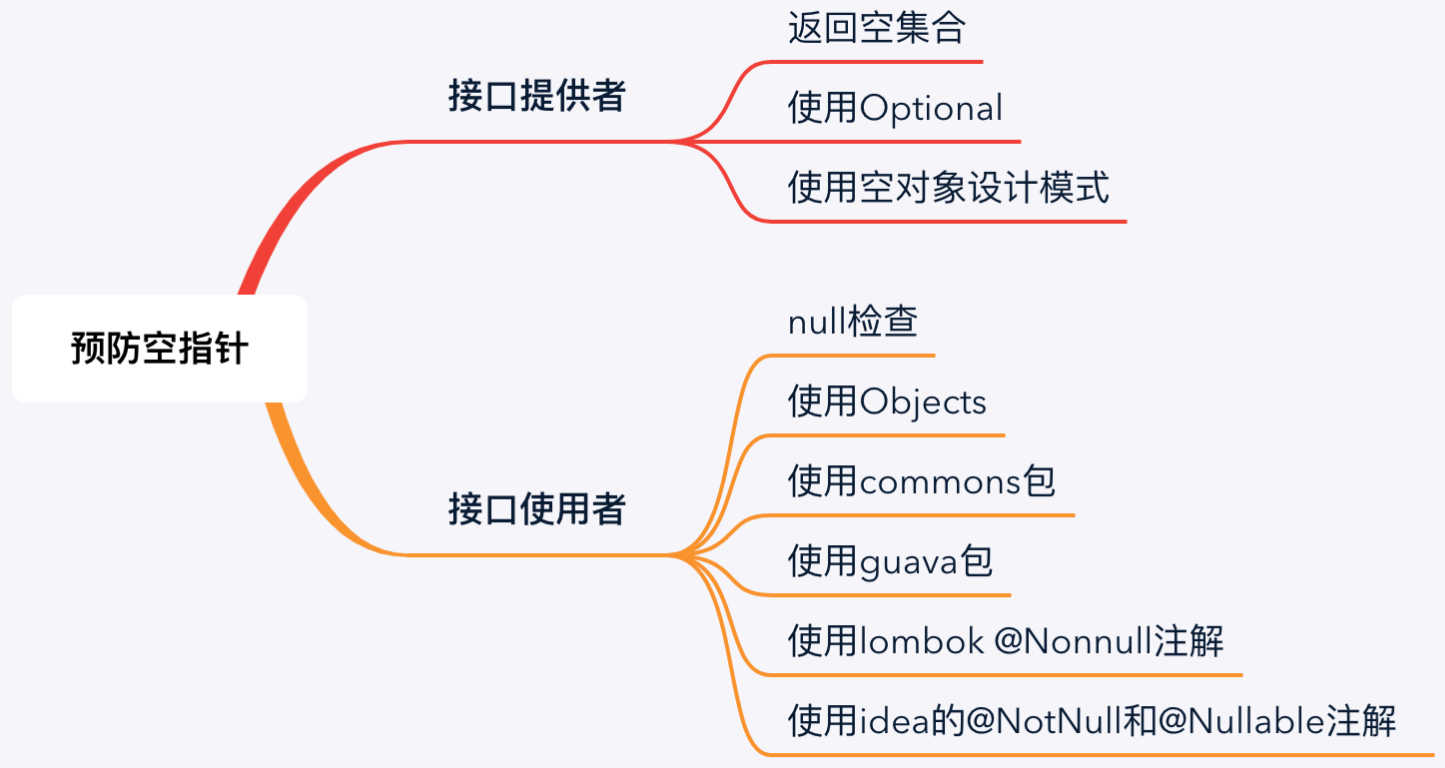 预防空指针
接口提供者
返回空集合
使用Optional
使用空对象设计模式
接口使用者
null检查
使用Objects
使用commons包
使用guava包
使用lombok @Nonnull注解
使用idea的@NotNull和@Nullable注解